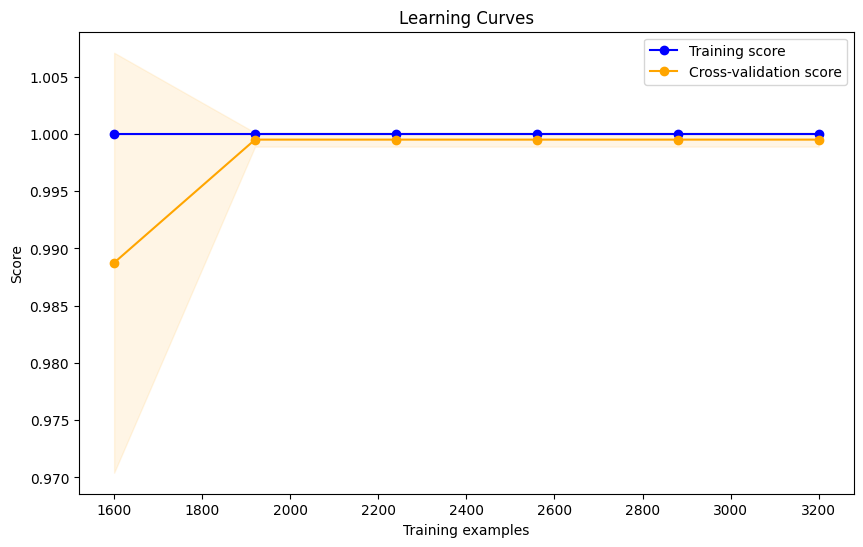 Learning Curves
Training score
Cross-validation score
1.005
1.000
0.995
0.990
0.985
0.980
0.975
0.970
Score
1600 1800 2000 2200 2400 2600 2800 3000 3200
Training examples